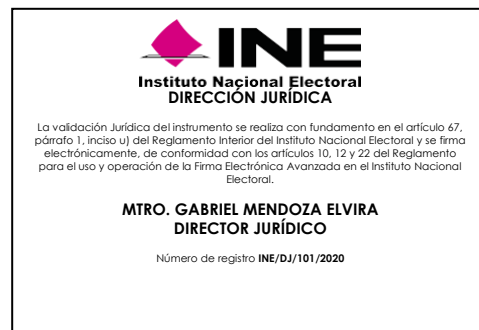 INE
Instituto Nacional Electoral
DIRECCIÓN JURÍDICA
La validación Jurídica del instrumento se realiza con fundamento en el artículo 67,
párrafo 1, inciso u) del Reglamento Interior del Instituto Nacional Electoral y se firma
electrónicamente, de conformidad con los artículos 10, 12 y 22 del Reglamento
para el uso y operación de la Firma Electrónica Avanzada en el Instituto Nacional
Electoral.
MTRO. GABRIEL MENDOZA ELVIRA
DIRECTOR JURÍDICO
Número de registro INE/DJ/101/2020